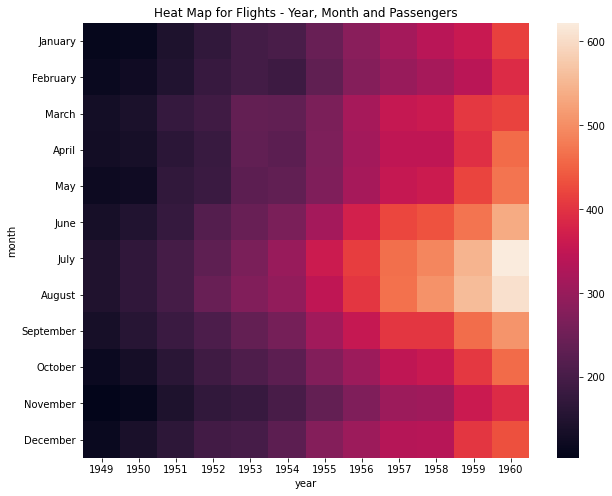 Heat Map for Flights - Year, Month and Passengers
month
January
February
March
April
May
June
July
August
September
October
November
December
1949 1950 1951 1952 1953 1954 1955 1956 1957 1958 1959 1960
year
600
500
400
300
200